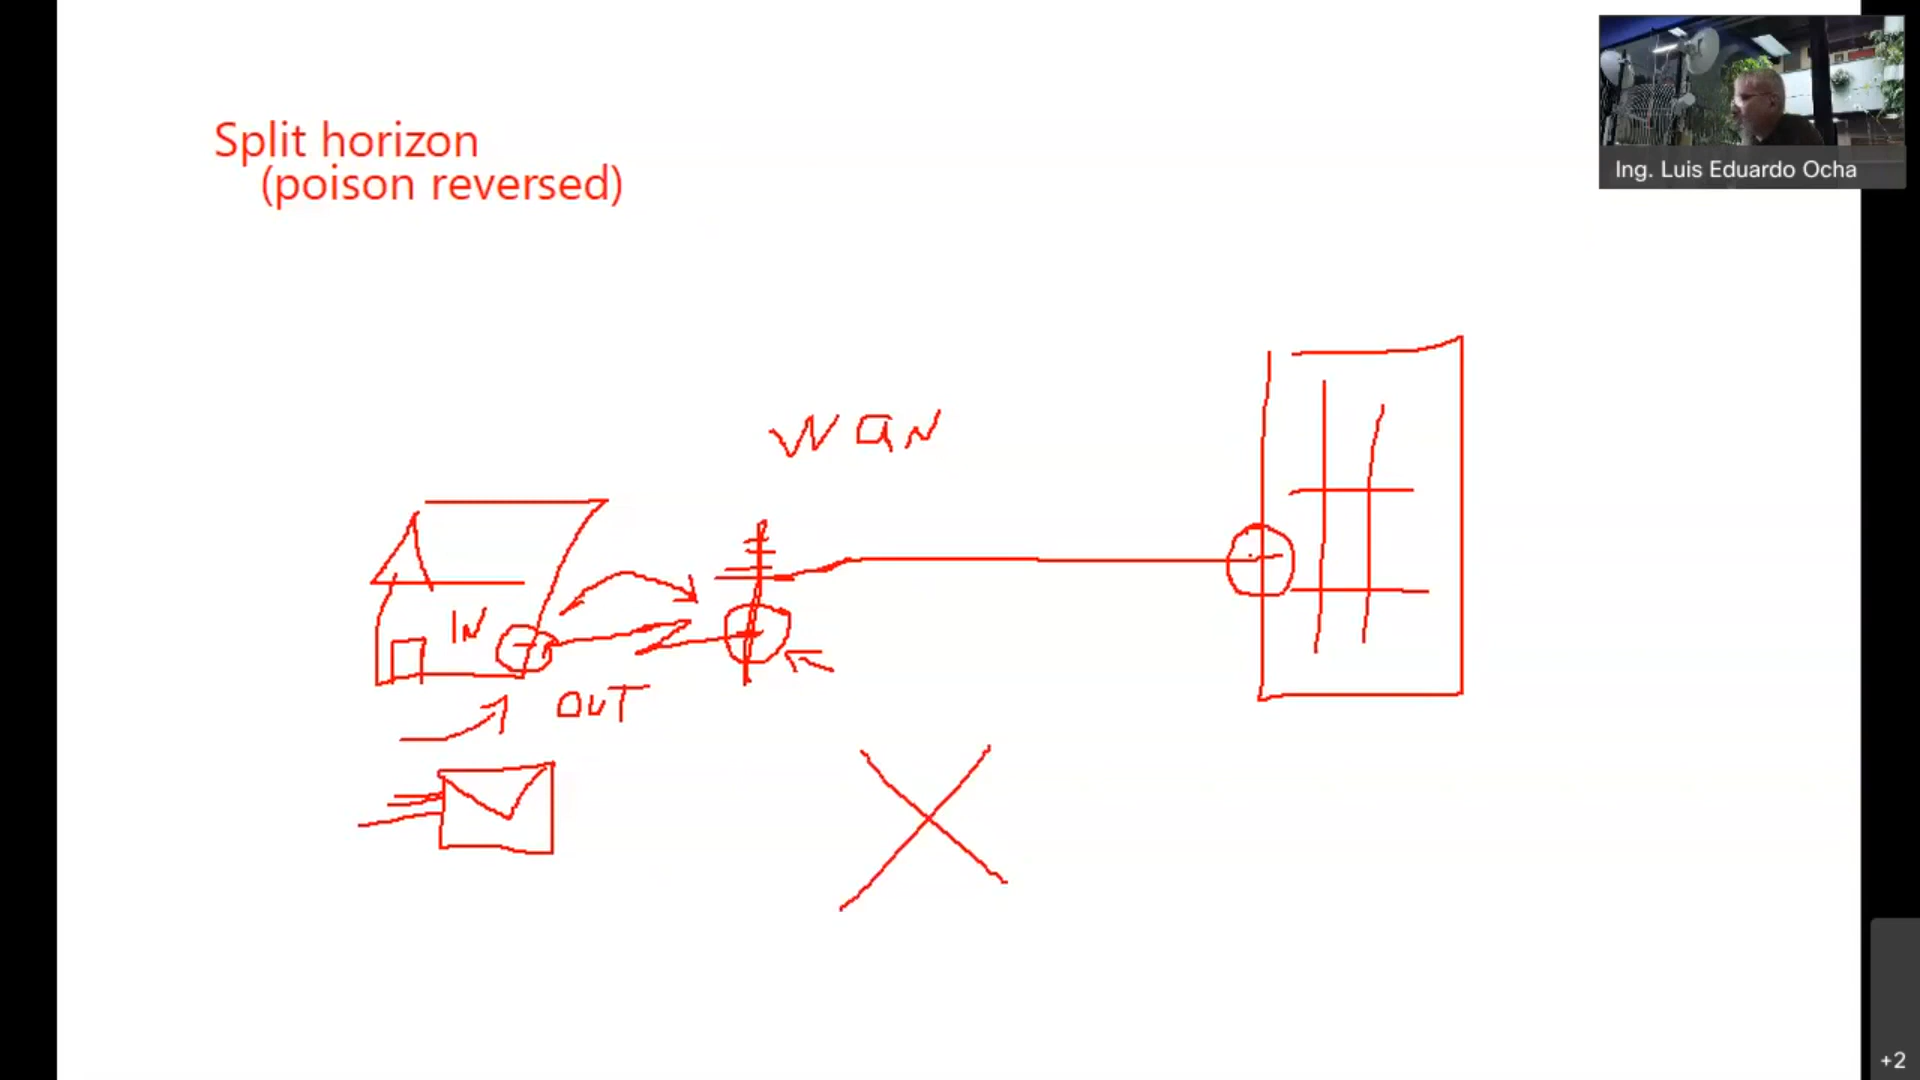 Split horizon
(poison reversed)
Ing. Luis Eduardo Ocha
WaN
IN
OUT
+2